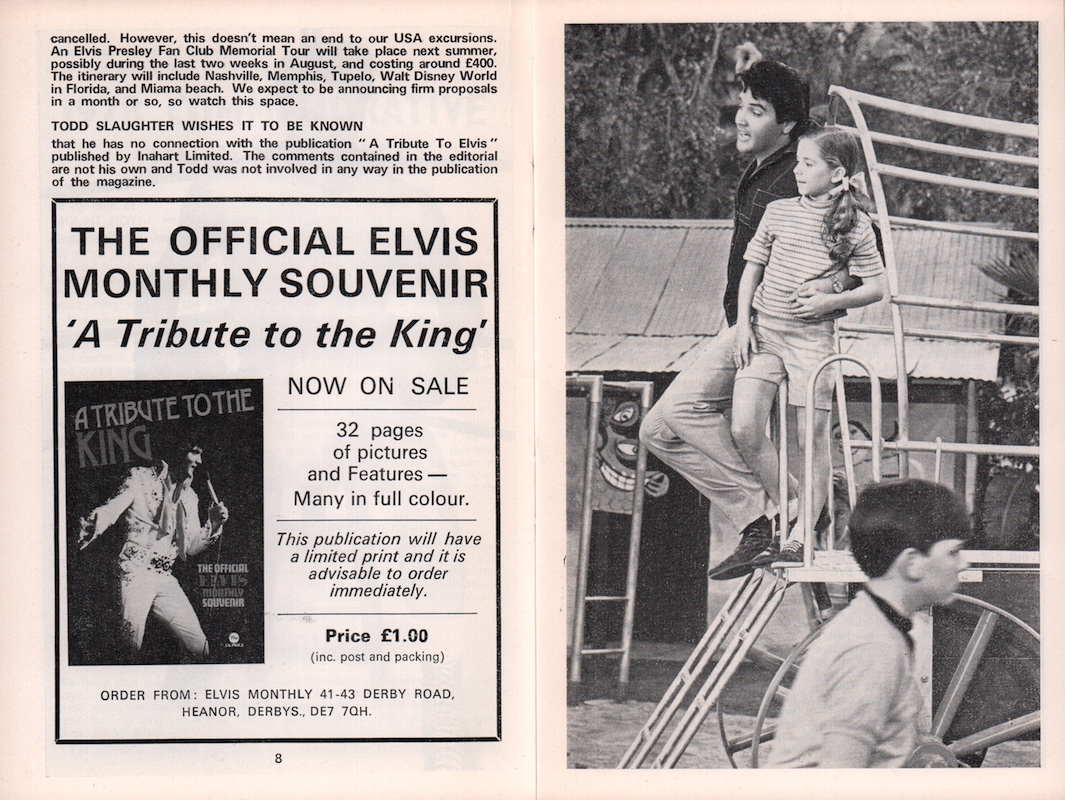 cancelled. However, this doesn't mean an end to our USA excursions.
An Elvis Presley Fan Club Memorial Tour will take place next summer,
possibly during the last two weeks in August, and costing around £400.
The itinerary will include Nashville, Memphis, Tupelo, Walt Disney World
in Florida, and Miama beach. We expect to be announcing firm proposals
in a month or so, so watch this space.
TODD SLAUGHTER WISHES IT TO BE KNOWN
that he has no connection with the publication "A Tribute To Elvis"
published by Inahart Limited. The comments contained in the editorial
are not his own and Todd was not involved in any way in the publication
of the magazine.
THE OFFICIAL ELVIS
MONTHLY SOUVENIR
'A Tribute to the King'
A TRIBUTE TO THE
KING
THE OFFICIAL
ELVIS
MONTHLY
SOUVENIR
NOW ON SALE
32 pages
of pictures
and Features —
Many in full colour.
This publication will have
a limited print and it is
advisable to order
immediately.
Price £1.00
(inc. post and packing)
ORDER FROM: ELVIS MONTHLY 41-43 DERBY ROAD,
HEANOR, DERBYS., DE7 7QH.
8